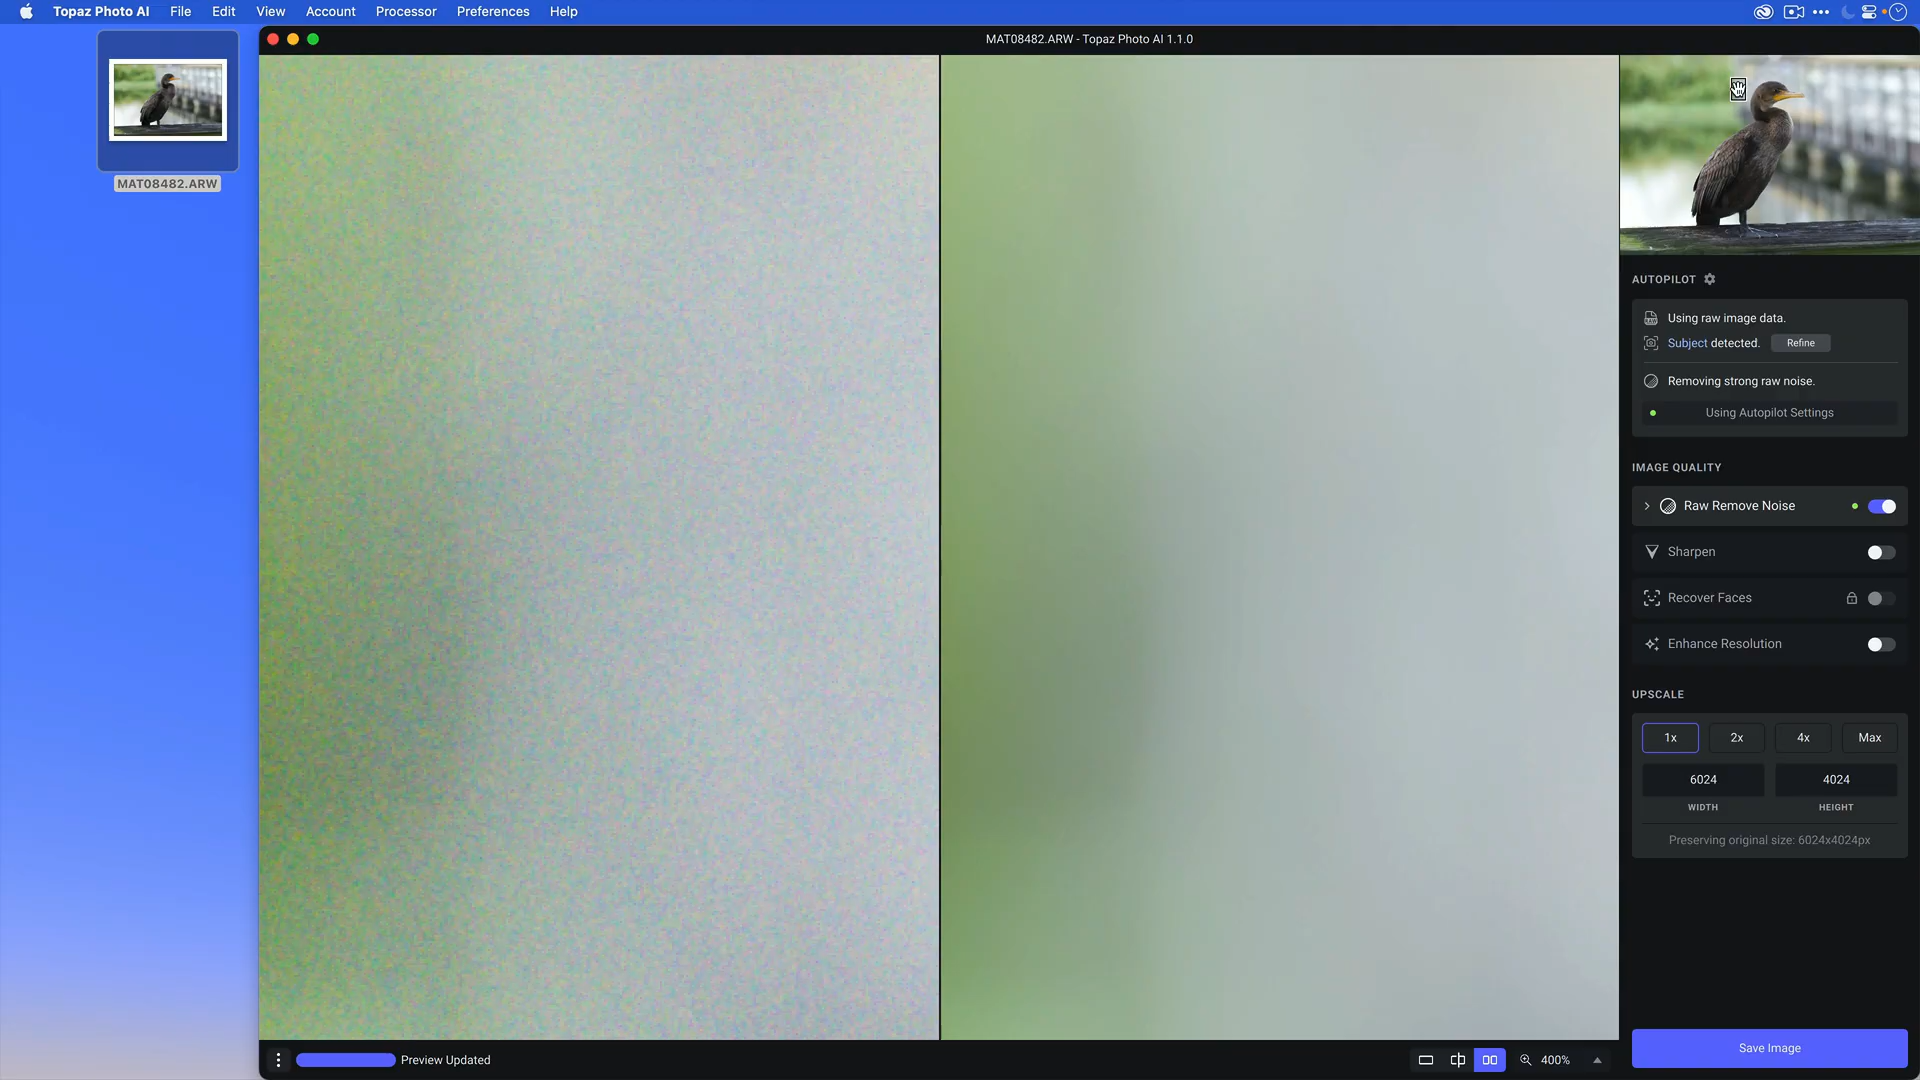 Topaz Photo AI File Edit View Account Processor Preferences Help
MAT08482.ARW - Topaz Photo AI 1.1.0
MAT08482.ARW
AUTOPILOT
Using raw image data.
Subject detected. Refine
Removing strong raw noise.
Using Autopilot Settings
IMAGE QUALITY
Raw Remove Noise
Sharpen
Recover Faces
Enhance Resolution
UPSCALE
1x 2x 4x Max
6024 4024
WIDTH HEIGHT
Preserving original size: 6024x4024px
Preview Updated 400% Save Image